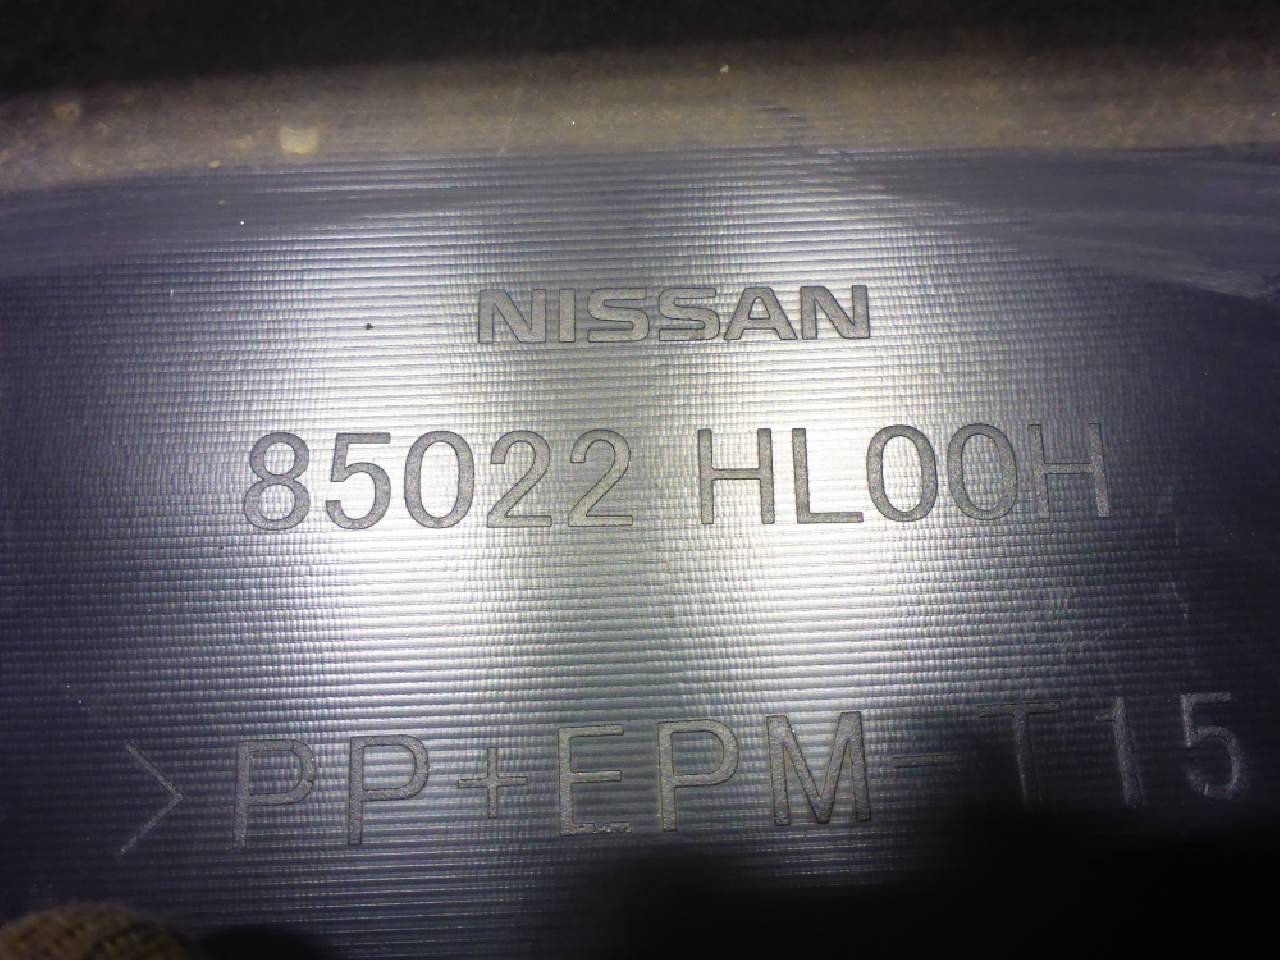 NISSAN
85022 HL00H
>PP+EPM-T15